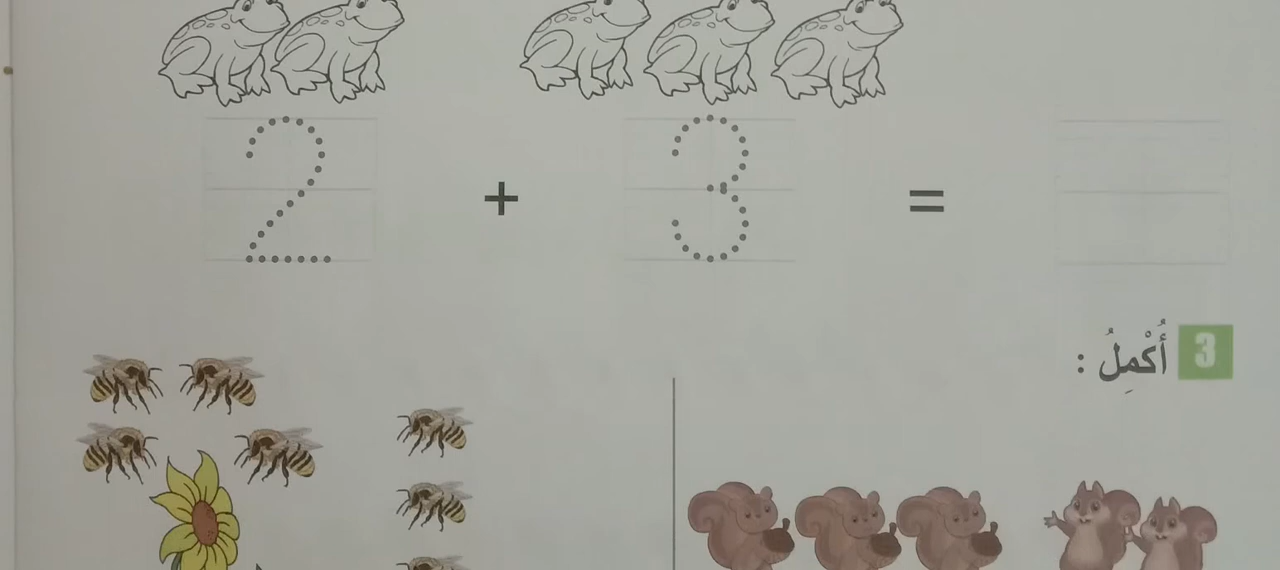 2 + 3 =
3 أُكْمِلُ :